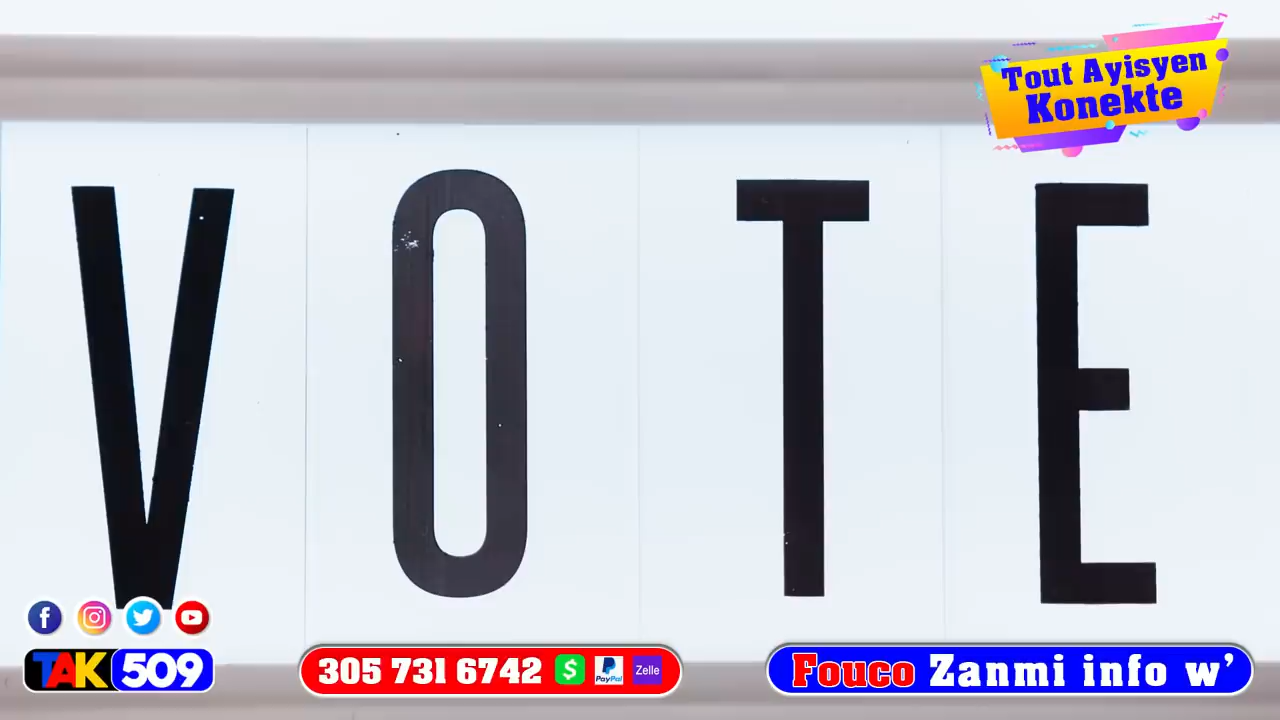 Tout Ayisyen
Konekte
VOTE
TAK 509
305 731 6742
$
PayPal
Zelle
Fouco Zanmi info w'